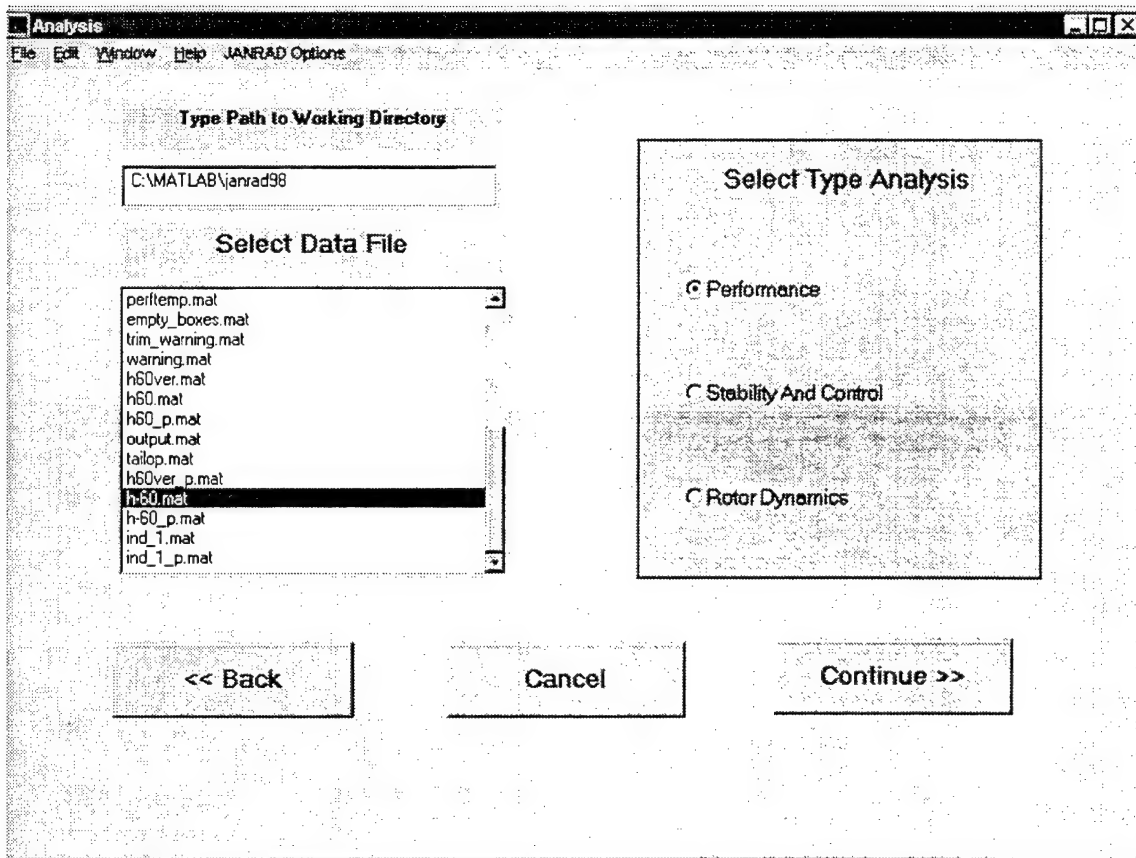 Analysis
File Edit Window Help JANRAD Options
Type Path to Working Directory
C:\MATLAB\janrad98
Select Data File
perftemp.mat
empty_boxes.mat
trim_warning.mat
warning.mat
h60ver.mat
h60.mat
h60_p.mat
output.mat
tailop.mat
h60ver_p.mat
h-60.mat
h-60_p.mat
ind_1.mat
ind_1_p.mat
Select Type Analysis
Performance
Stability And Control
Rotor Dynamics
<< Back
Cancel
Continue >>